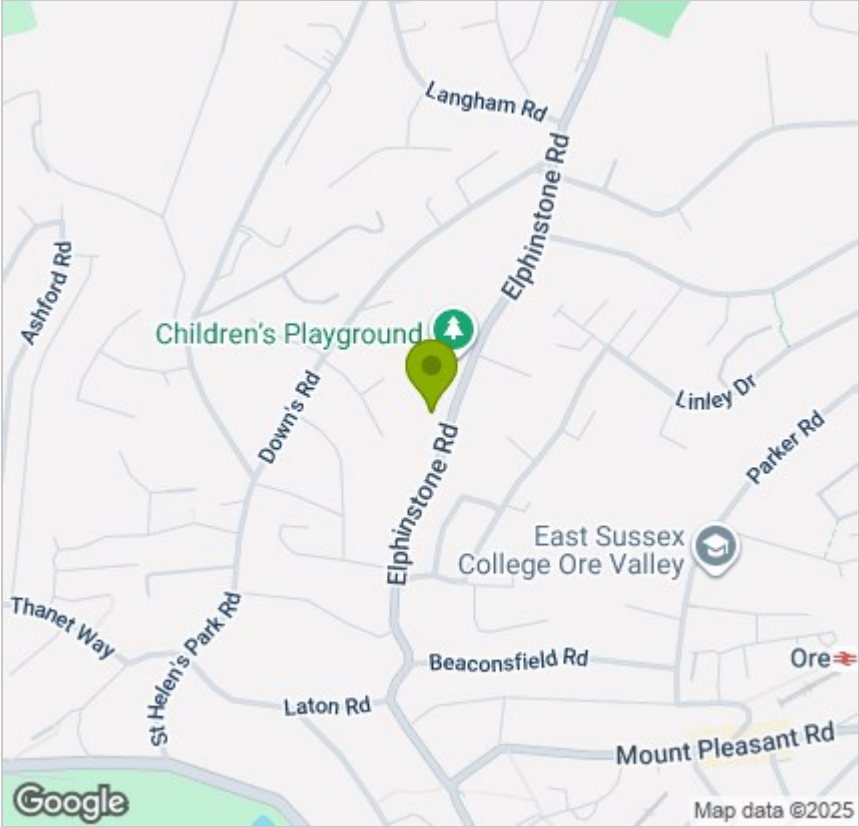 Langham Rd
Elphinstone Rd
Ashford Rd
Children's Playground
Down's Rd
Linley Dr
Parker Rd
Elphinstone Rd
East Sussex
College Ore Valley
Thanet Way
St Helen's Park Rd
Beaconsfield Rd
Ore
Laton Rd
Mount Pleasant Rd
Google
Map data ©2025